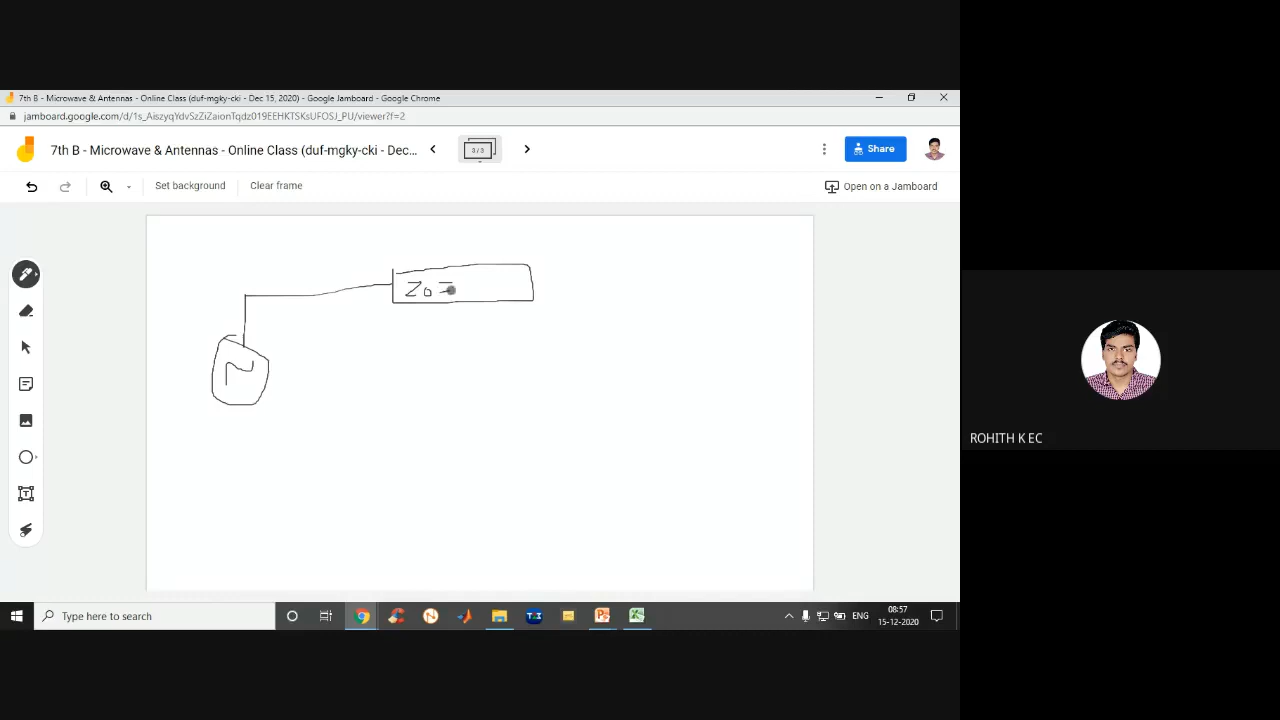 7th B - Microwave & Antennas - Online Class (duf-mgky-cki - Dec 15, 2020) - Google Jamboard - Google Chrome
jamboard.google.com/d/1s_AiszyqYdvSzZiZaionTqdz019EEHKTSKsUFOSJ_PU/viewer?f=2
7th B - Microwave & Antennas - Online Class (duf-mgky-cki - Dec...
3/3
Share
Set background
Clear frame
Open on a Jamboard
Z0 =
ROHITH K EC
Type here to search
ENG
08:57
15-12-2020